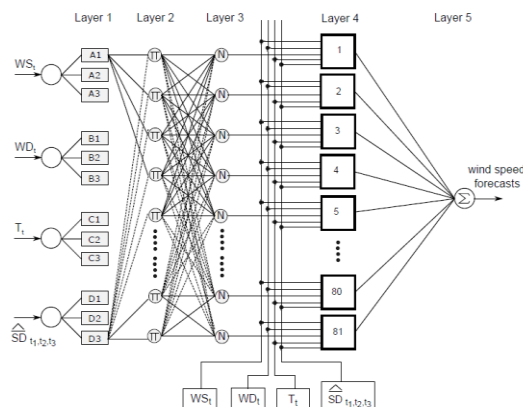 Layer 1 Layer 2 Layer 3 Layer 4 Layer 5
WSt
A1
A2
A3
WDt
B1
B2
B3
Tt
C1
C2
C3
SD t1,t2,t3
D1
D2
D3
Π
Π
Π
Π
Π
Π
Π
N
N
N
N
N
N
N
1
2
3
4
5
80
81
Σ
wind speed
forecasts
WSt WDt Tt SD t1,t2,t3